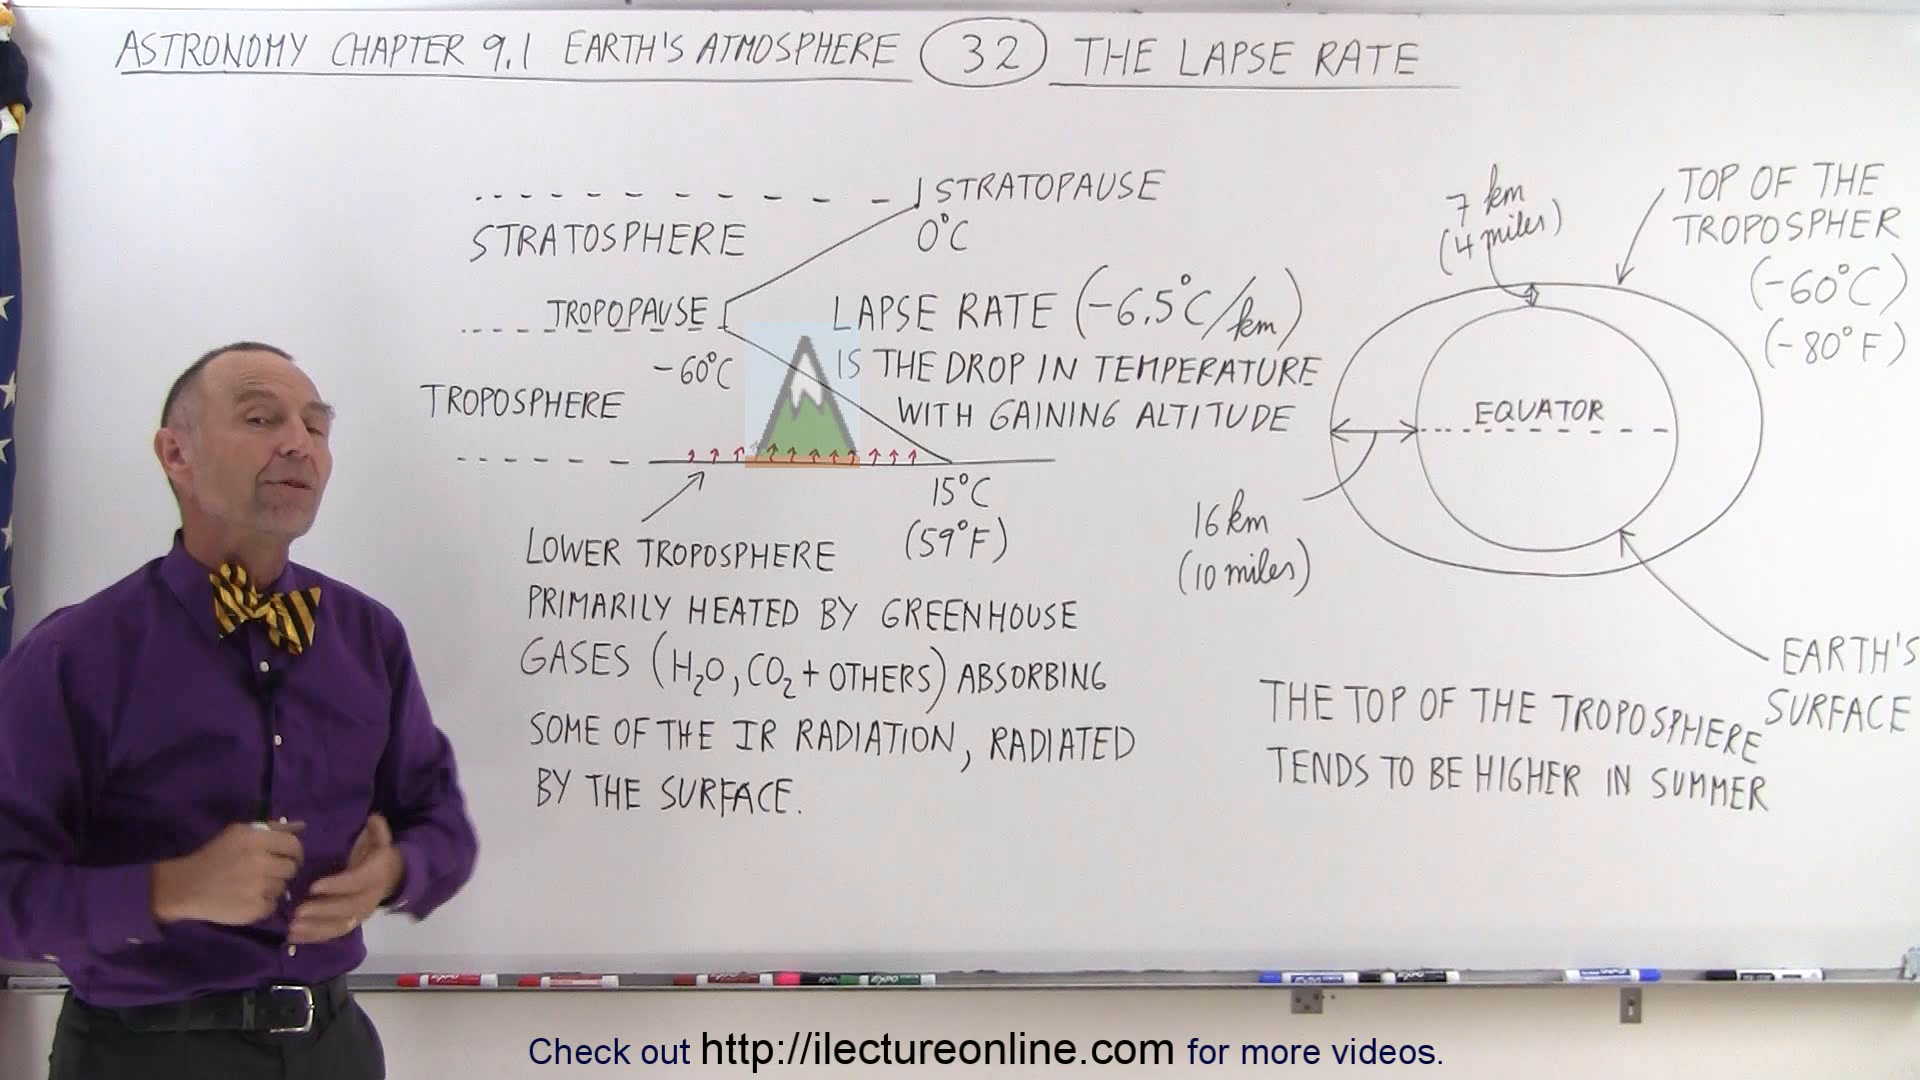 ASTRONOMY CHAPTER 9.1 EARTH'S ATMOSPHERE 32 THE LAPSE RATE
STRATOPAUSE
0°C
STRATOSPHERE
TROPOPAUSE
-60°C
TROPOSPHERE
LAPSE RATE (-6.5°C/km)
IS THE DROP IN TEMPERATURE
WITH GAINING ALTITUDE
15°C
(59°F)
LOWER TROPOSPHERE
PRIMARILY HEATED BY GREENHOUSE
GASES (H₂O, CO₂ + OTHERS) ABSORBING
SOME OF THE IR RADIATION, RADIATED
BY THE SURFACE.
7 km
(4 miles)
TOP OF THE
TROPOSPHER
(-60°C)
(-80°F)
EQUATOR
16 km
(10 miles)
EARTH'S
SURFACE
THE TOP OF THE TROPOSPHERE
TENDS TO BE HIGHER IN SUMMER
Check out http://ilectureonline.com for more videos.